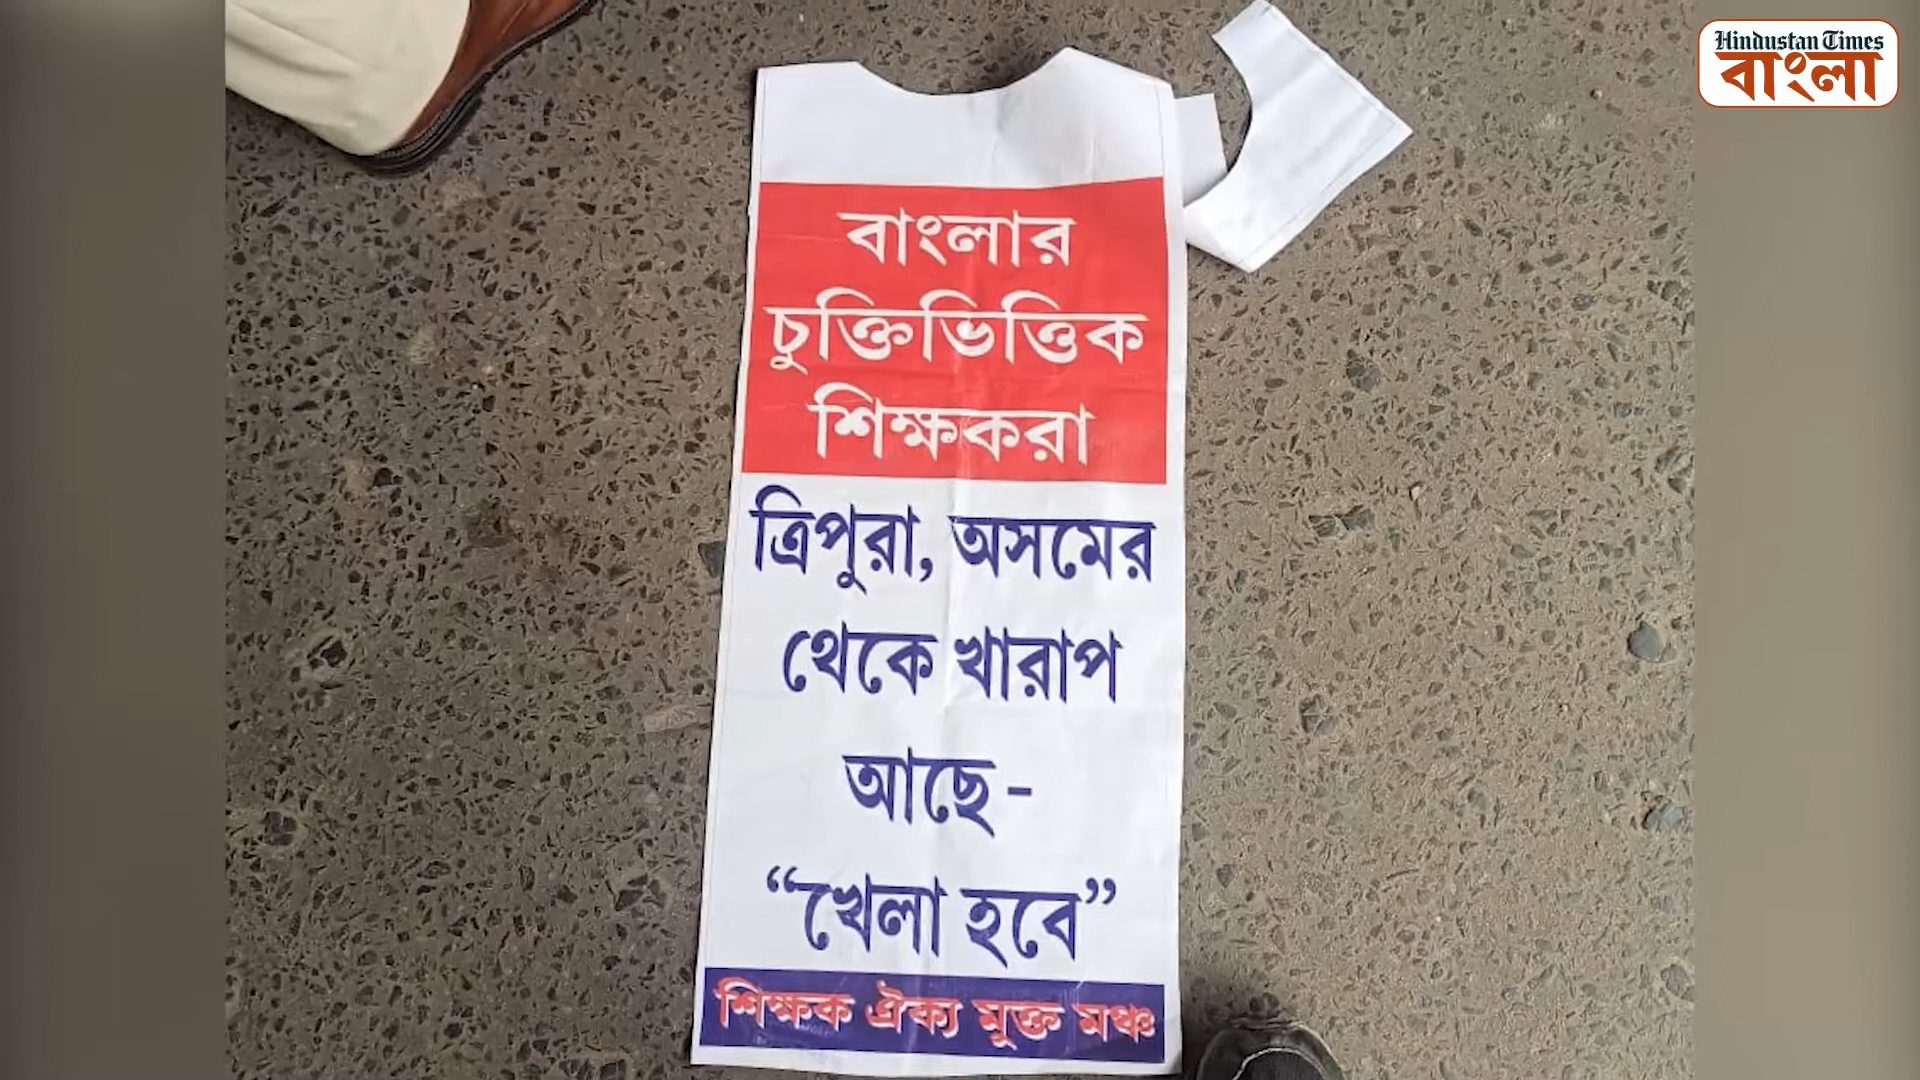 Hindustan Times
বাংলা
বাংলার
চুক্তিভিত্তিক
শিক্ষকরা
ত্রিপুরা, অসমের
থেকে খারাপ
আছে -
“খেলা হবে”
শিক্ষক ঐক্য মুক্ত মঞ্চ